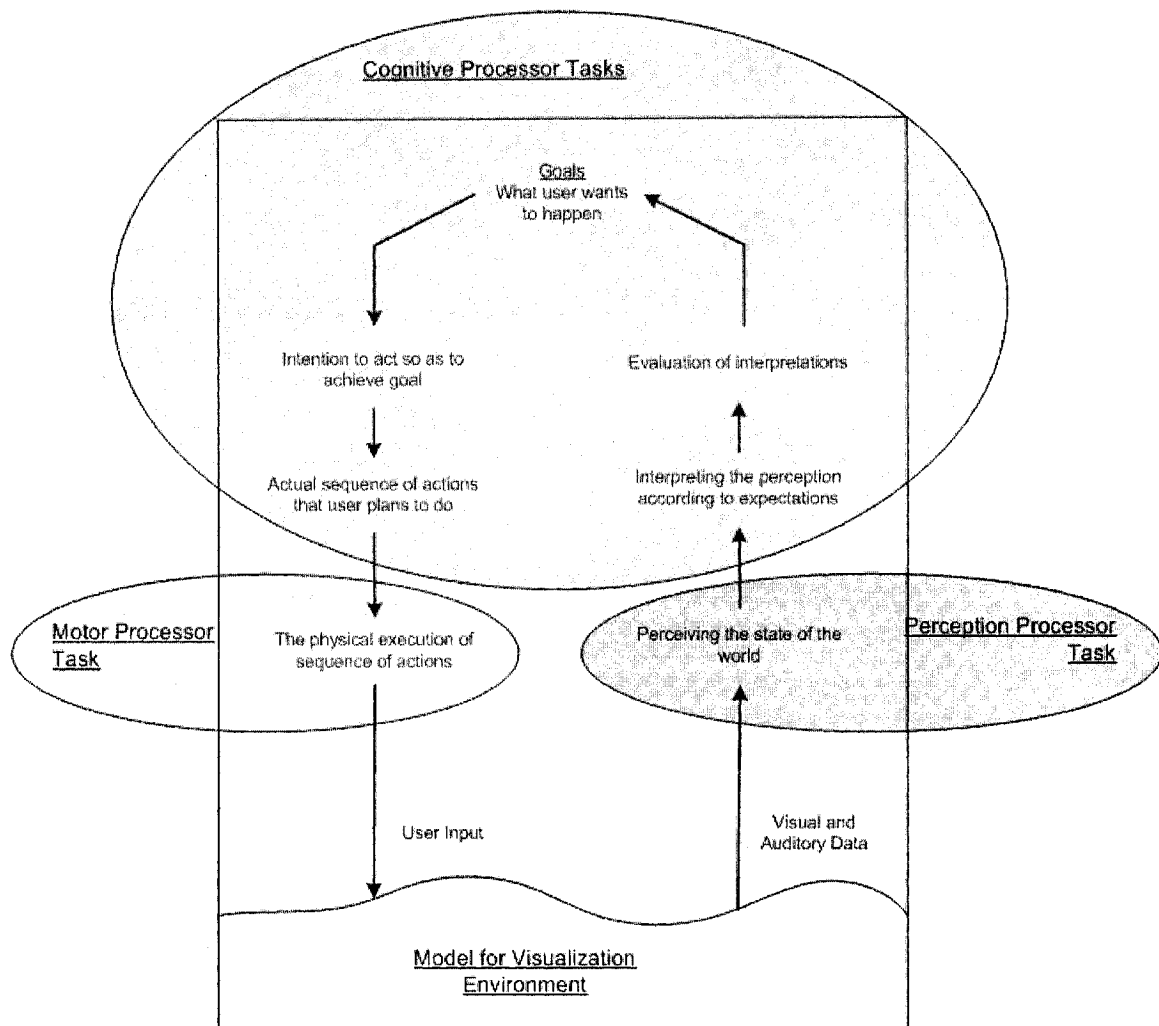 Cognitive Processor Tasks
Goals
What user wants
to happen
Intention to act so as to
achieve goal
Evaluation of interpretations
Actual sequence of actions
that user plans to do
Interpreting the perception
according to expectations
Motor Processor
Task
The physical execution of
sequence of actions
Perceiving the state of the
world
Perception Processor
Task
User Input
Visual and
Auditory Data
Model for Visualization
Environment